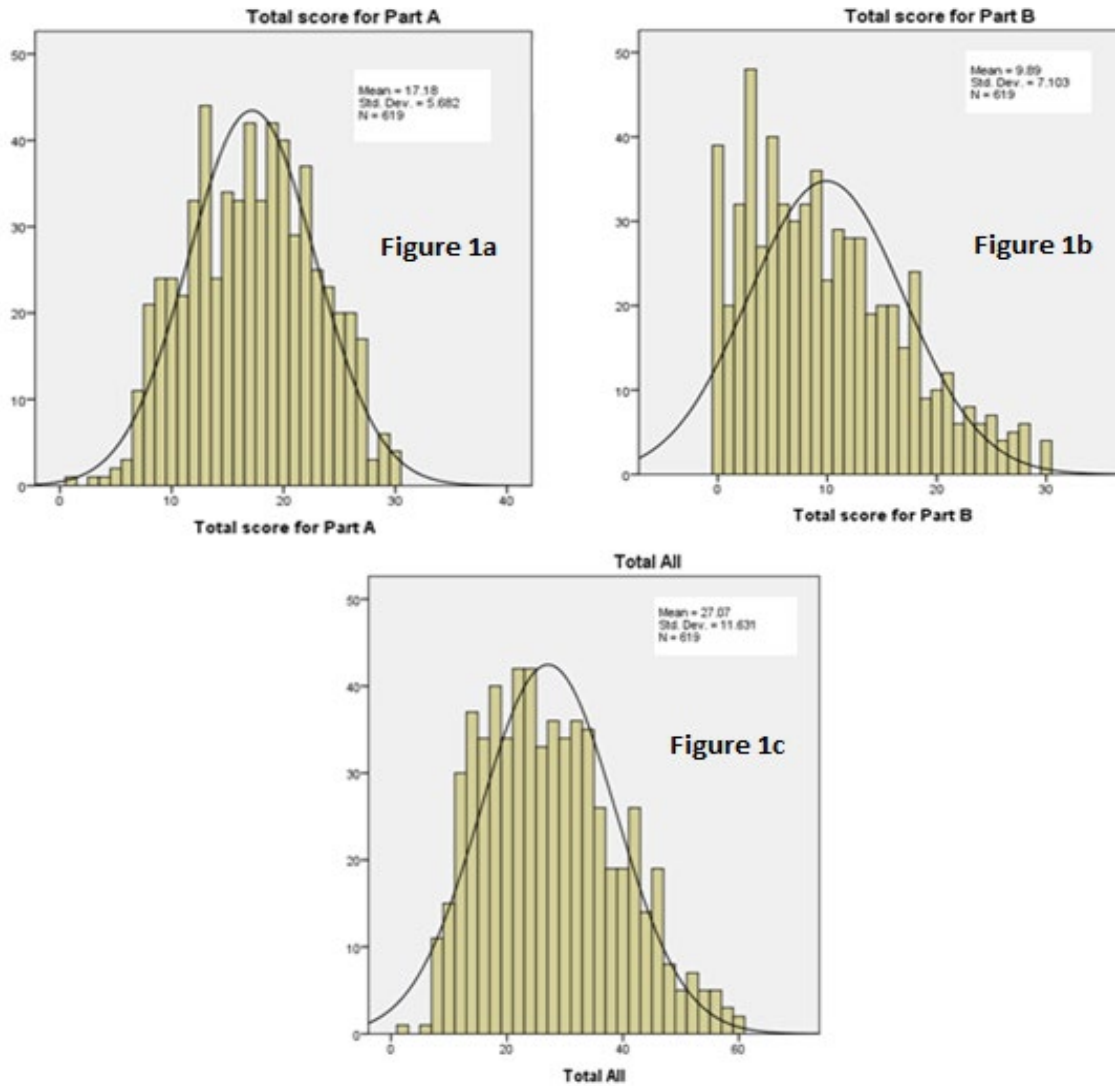 Total score for Part A
50
40
30
20
10
0
Mean = 17.18
Std. Dev. = 5.682
N = 619
Figure 1a
0 10 20 30 40
Total score for Part A
Total score for Part B
50
40
30
20
10
0
Mean = 9.89
Std. Dev. = 7.103
N = 619
Figure 1b
0 10 20 30
Total score for Part B
Total All
50
40
30
20
10
0
Mean = 27.07
Std. Dev. = 11.631
N = 619
Figure 1c
0 20 40 60
Total All